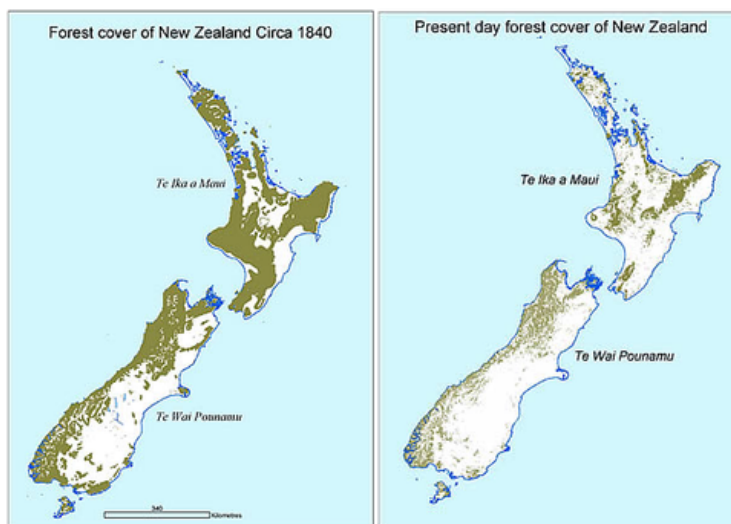 Forest cover of New Zealand Circa 1840
Te Ika a Maui
Te Wai Pounamu
340
Kilometres
Present day forest cover of New Zealand
Te Ika a Maui
Te Wai Pounamu